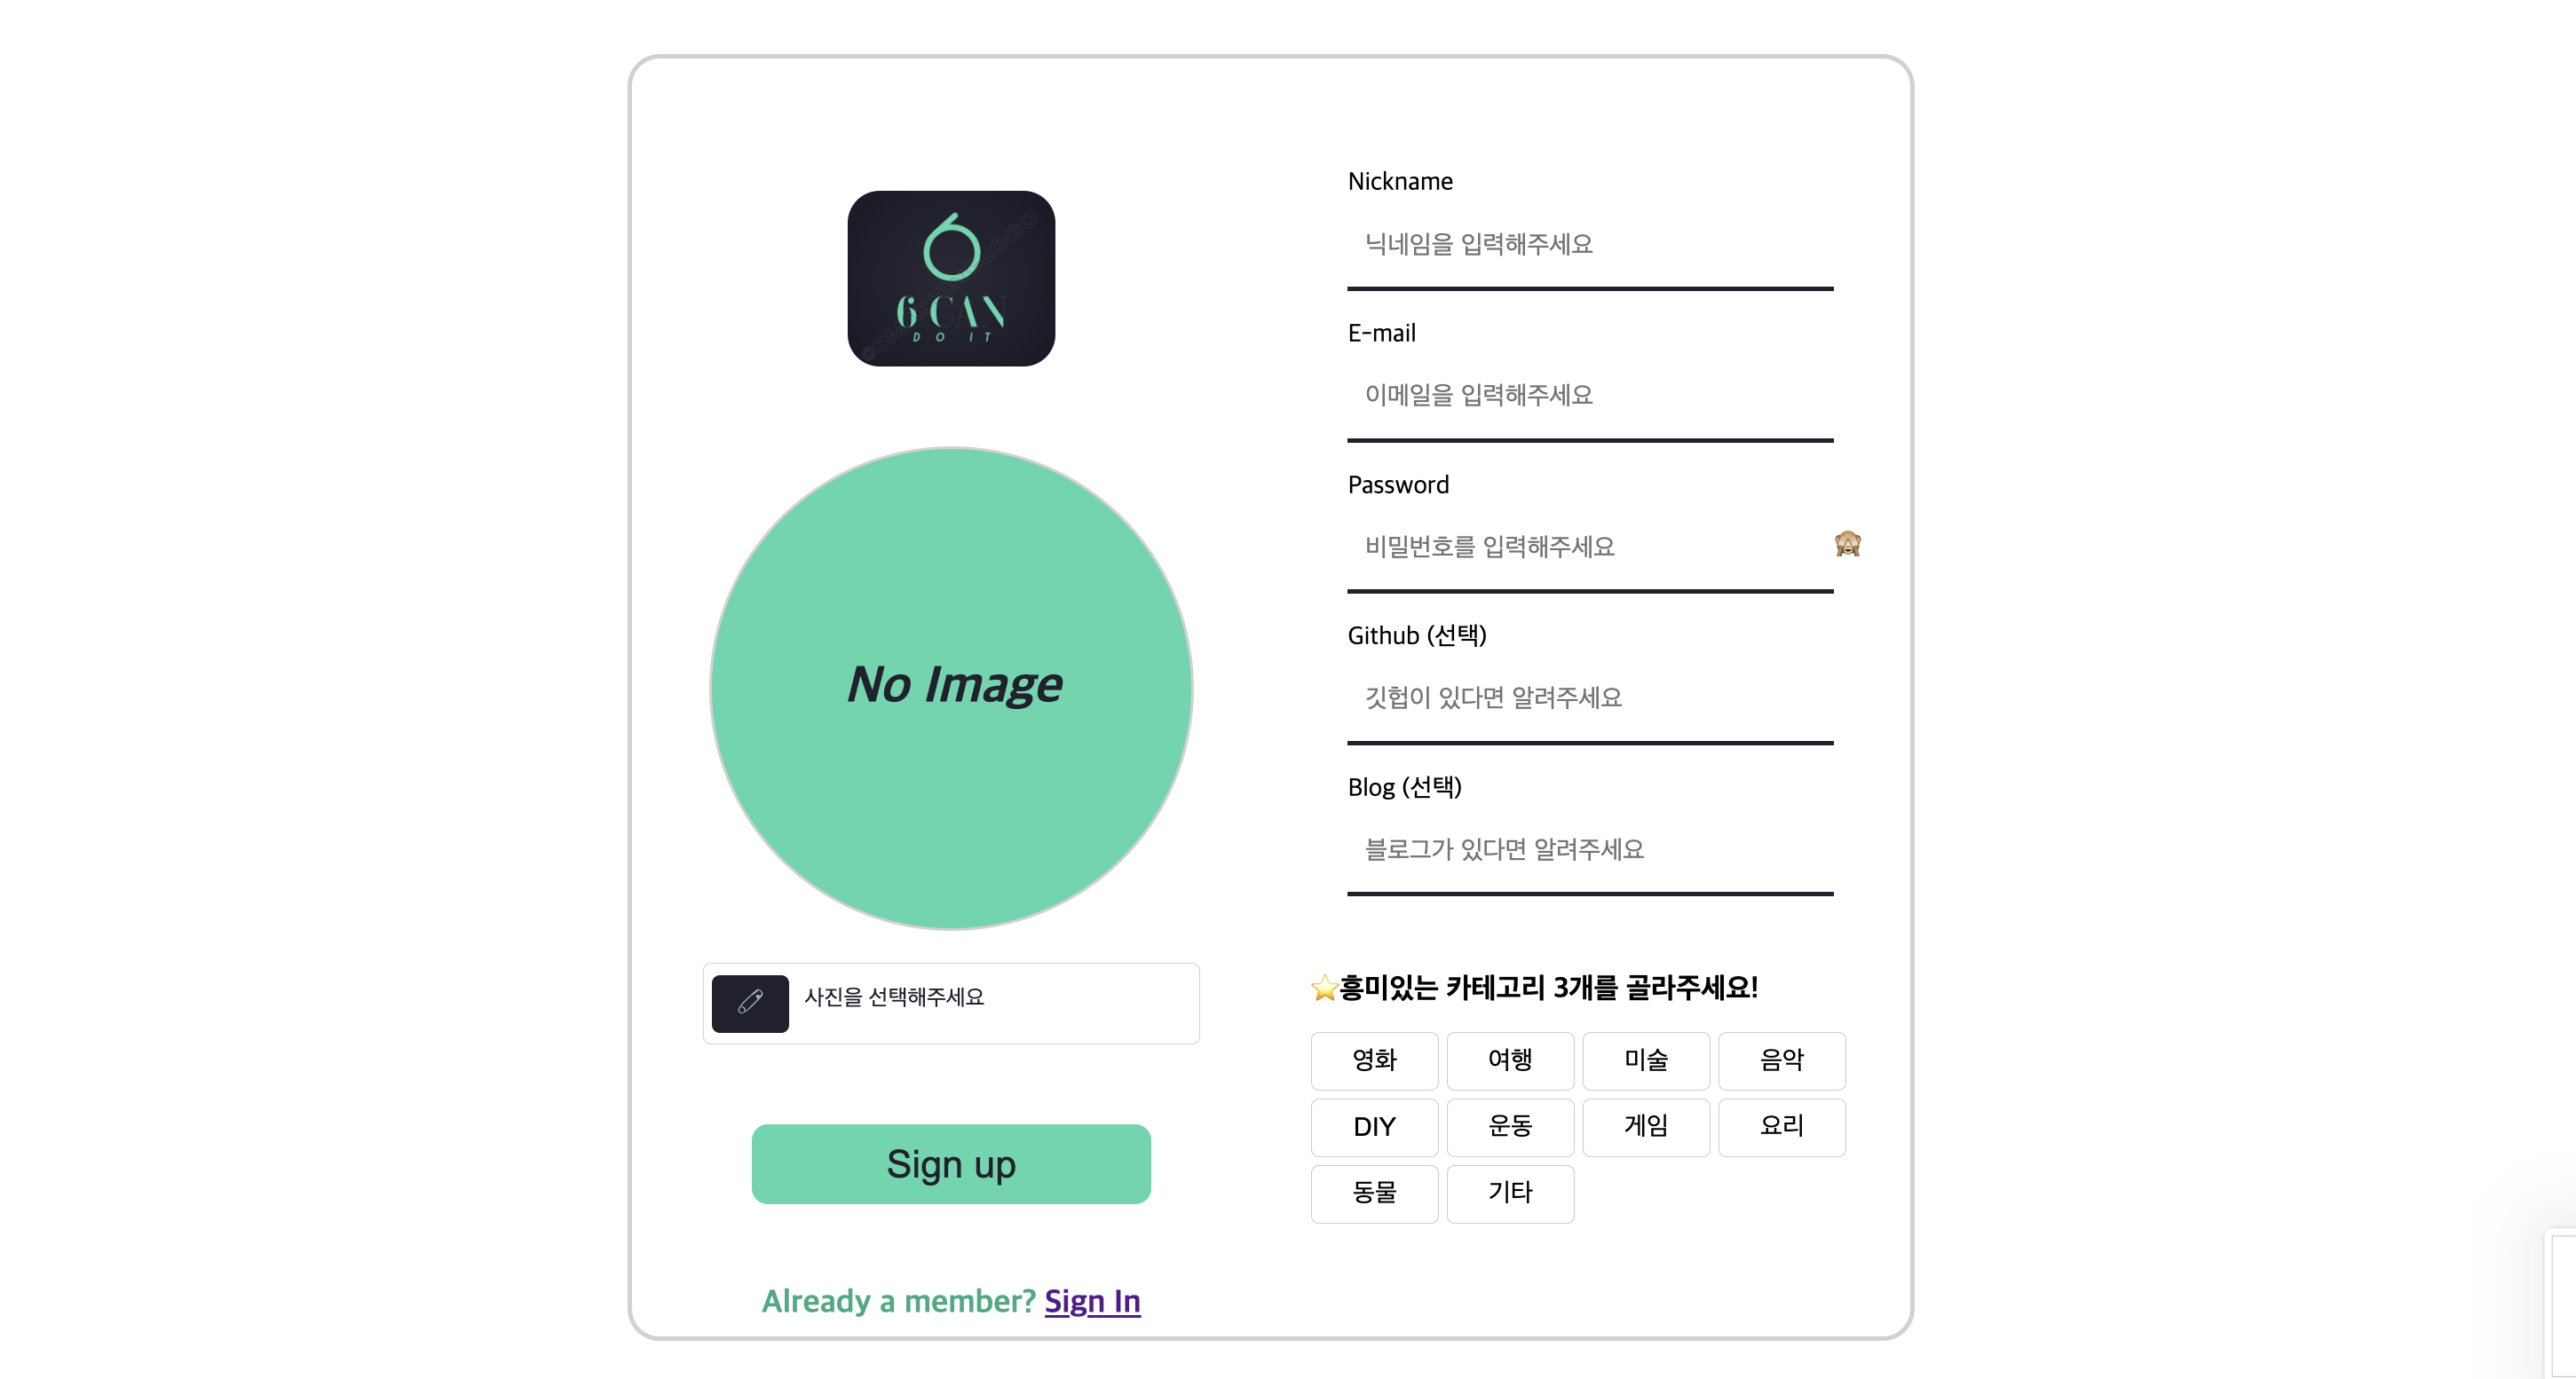 6 CAN
DO IT
No Image
사진을 선택해주세요
Sign up
Already a member? Sign In
Nickname
닉네임을 입력해주세요
E-mail
이메일을 입력해주세요
Password
비밀번호를 입력해주세요
Github (선택)
깃헙이 있다면 알려주세요
Blog (선택)
블로그가 있다면 알려주세요
⭐흥미있는 카테고리 3개를 골라주세요!
영화 여행 미술 음악
DIY 운동 게임 요리
동물 기타